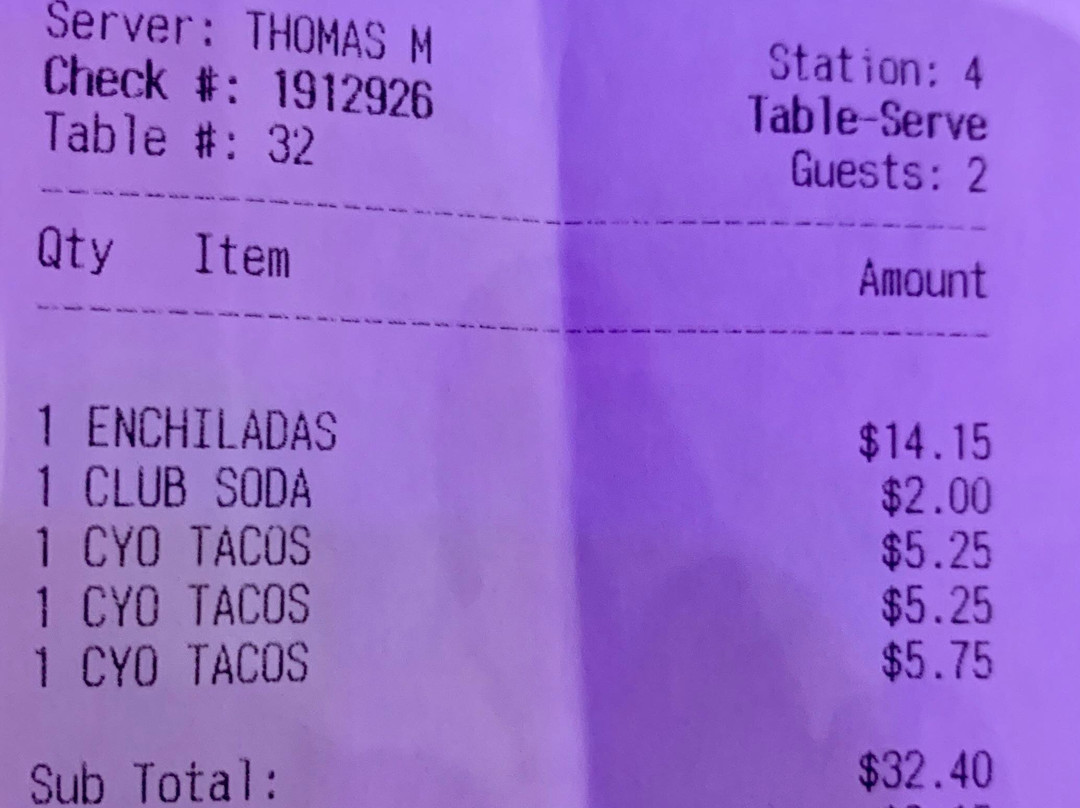 Server: THOMAS M
Station: 4
Check #: 1912926
Table-Serve
Table #: 32
Guests: 2
Qty Item Amount
1 ENCHILADAS $14.15
1 CLUB SODA $2.00
1 CYO TACOS $5.25
1 CYO TACOS $5.25
1 CYO TACOS $5.75
Sub Total: $32.40